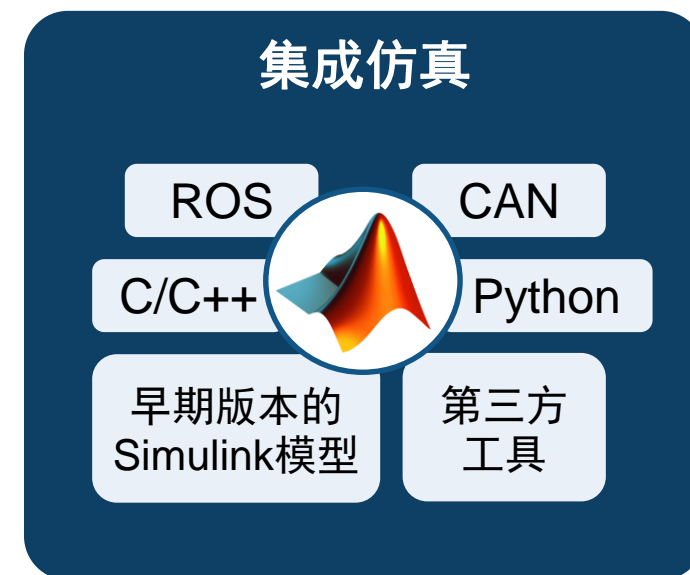 集成仿真
ROS
CAN
C/C++
Python
早期版本的
Simulink模型
第三方
工具